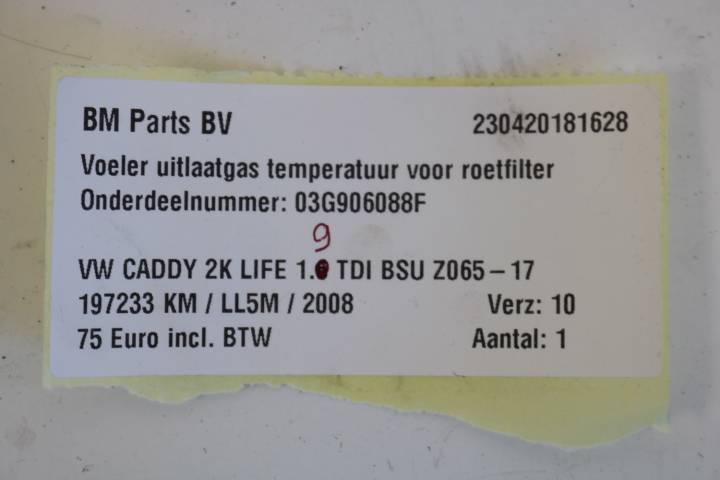 BM Parts BV 230420181628
Voeler uitlaatgas temperatuur voor roetfilter
Onderdeelnummer: 03G906088F
9
VW CADDY 2K LIFE 1. TDI BSU Z065-17
197233 KM / LL5M / 2008 Verz: 10
75 Euro incl. BTW Aantal: 1